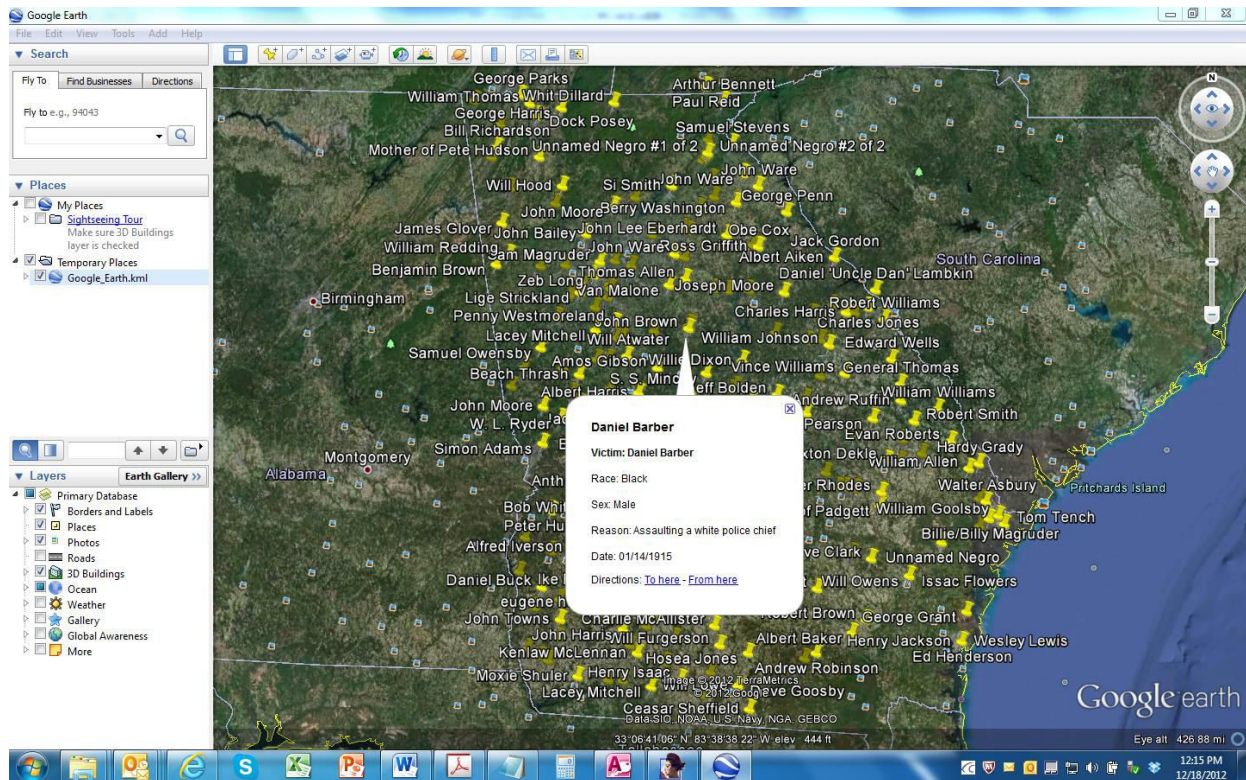 Google Earth
File Edit View Tools Add Help
Search
Fly To Find Businesses Directions
Fly to e.g., 94043
Places
My Places
Sightseeing Tour
Make sure 3D Buildings
layer is checked
Temporary Places
Google_Earth.kml
Layers Earth Gallery >>
Primary Database
Borders and Labels
Places
Photos
Roads
3D Buildings
Ocean
Weather
Gallery
Global Awareness
More
N
George Parks
Arthur Bennett
William Thomas Whit Dillard
Paul Reid
George Harris
Dock Posey
Bill Richardson
Samuel Stevens
Mother of Pete Hudson Unnamed Negro #1 of 2 Unnamed Negro #2 of 2
John Ware
Will Hood Si Smith John Ware
George Penn
John Moore Berry Washington
James Glover John Bailey John Lee Eberhardt Obe Cox
William Redding Sam Magruder John Ware Ross Griffith Jack Gordon
Albert Aiken South Carolina
Benjamin Brown Thomas Allen Daniel 'Uncle Dan' Lambkin
Zeb Long Van Malone Joseph Moore
Birmingham Lige Strickland Robert Williams
Penny Westmoreland John Brown Charles Harris Charles Jones
Lacey Mitchell Will Atwater William Johnson Edward Wells
Samuel Owensby Amos Gibson Willie Dixon Vince Williams General Thomas
Beach Thrash S. S. Jeff Bolden
Albert Harris Andrew Ruffin William Williams
John Moore Pearson Robert Smith
W. L. Ryder Evan Roberts
Montgomery Simon Adams Dekle William Allen Hardy Grady
Alabama Rhodes Walter Asbury Pritchards Island
Bob Padgett William Goolsby Tom Tench
Peter Billie/Billy Magruder
Alfred Iverson Clark Unnamed Negro
Daniel Buck Ike Will Owens Issac Flowers
eugene
John Towns Charlie McAllister Brown George Grant
John Harris Will Furgerson Albert Baker Henry Jackson Wesley Lewis
Kenlaw McLennan Hosea Jones Ed Henderson
Moxie Shuler Henry Isaac Andrew Robinson
Lacey Mitchell Dave Goosby
Ceasar Sheffield
Daniel Barber
Victim: Daniel Barber
Race: Black
Sex: Male
Reason: Assaulting a white police chief
Date: 01/14/1915
Directions: To here - From here
Image © 2012 TerraMetrics
© 2012 Google
Data SIO, NOAA, U.S. Navy, NGA, GEBCO
33°06'41.06" N 83°38'38.22" W elev 444 ft
Google earth
Eye alt 426.88 mi
12:15 PM
12/18/2012